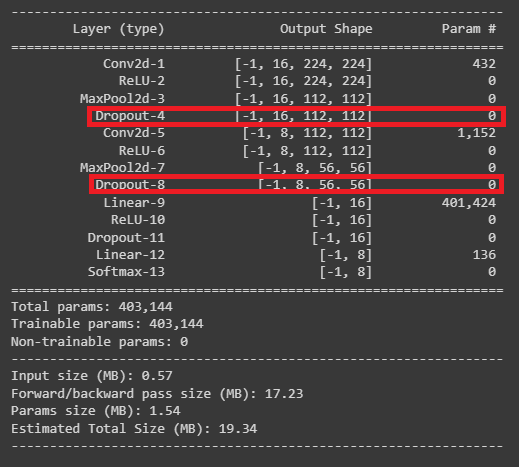 ----------------------------------------------------------------
Layer (type) Output Shape Param #
================================================================
Conv2d-1 [-1, 16, 224, 224] 432
ReLU-2 [-1, 16, 224, 224] 0
MaxPool2d-3 [-1, 16, 112, 112] 0
Dropout-4 [-1, 16, 112, 112] 0
Conv2d-5 [-1, 8, 112, 112] 1,152
ReLU-6 [-1, 8, 112, 112] 0
MaxPool2d-7 [-1, 8, 56, 56] 0
Dropout-8 [-1, 8, 56, 56] 0
Linear-9 [-1, 16] 401,424
ReLU-10 [-1, 16] 0
Dropout-11 [-1, 16] 0
Linear-12 [-1, 8] 136
Softmax-13 [-1, 8] 0
================================================================
Total params: 403,144
Trainable params: 403,144
Non-trainable params: 0
----------------------------------------------------------------
Input size (MB): 0.57
Forward/backward pass size (MB): 17.23
Params size (MB): 1.54
Estimated Total Size (MB): 19.34
----------------------------------------------------------------